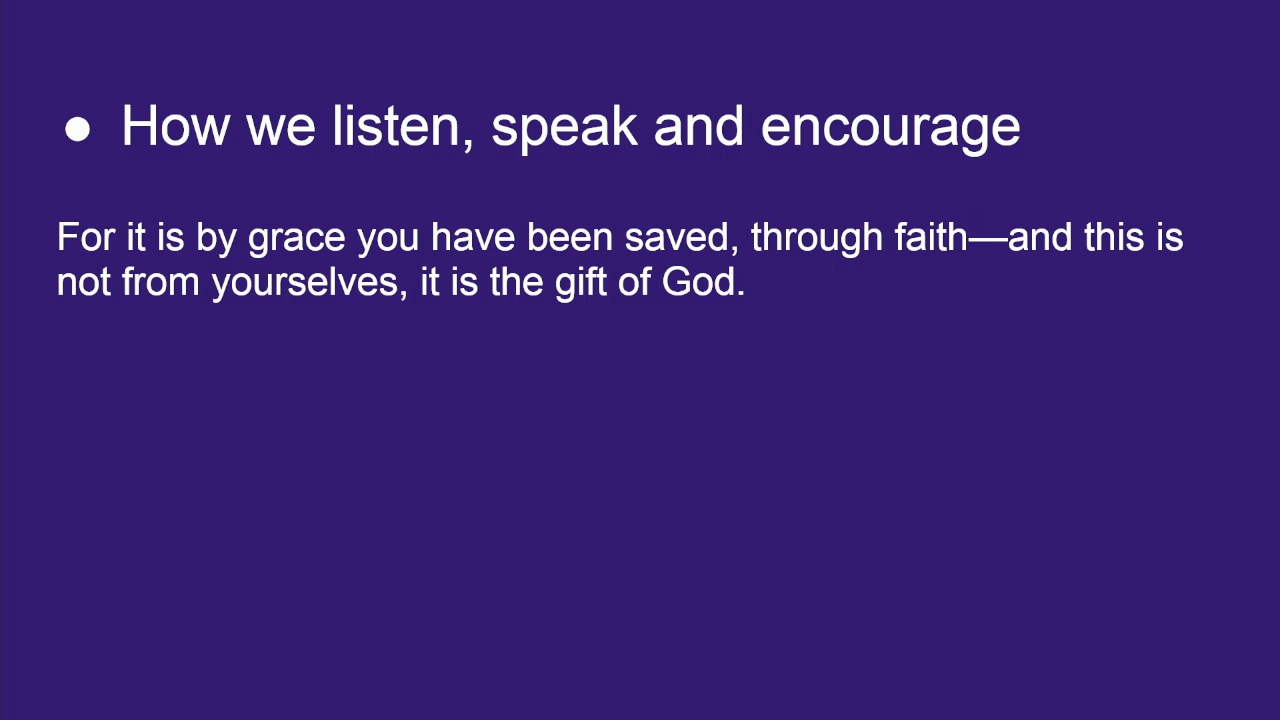 ● How we listen, speak and encourage
For it is by grace you have been saved, through faith—and this is
not from yourselves, it is the gift of God.